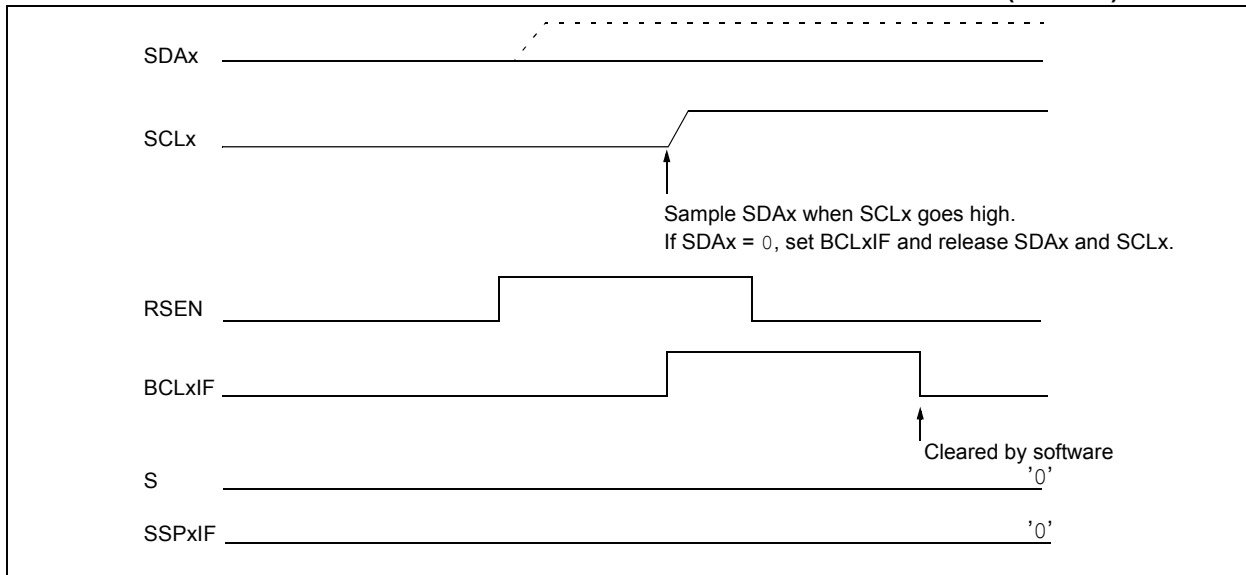 SDAx
SCLx
Sample SDAx when SCLx goes high.
If SDAx = 0, set BCLxIF and release SDAx and SCLx.
RSEN
BCLxIF
Cleared by software
S '0'
SSPxIF '0'